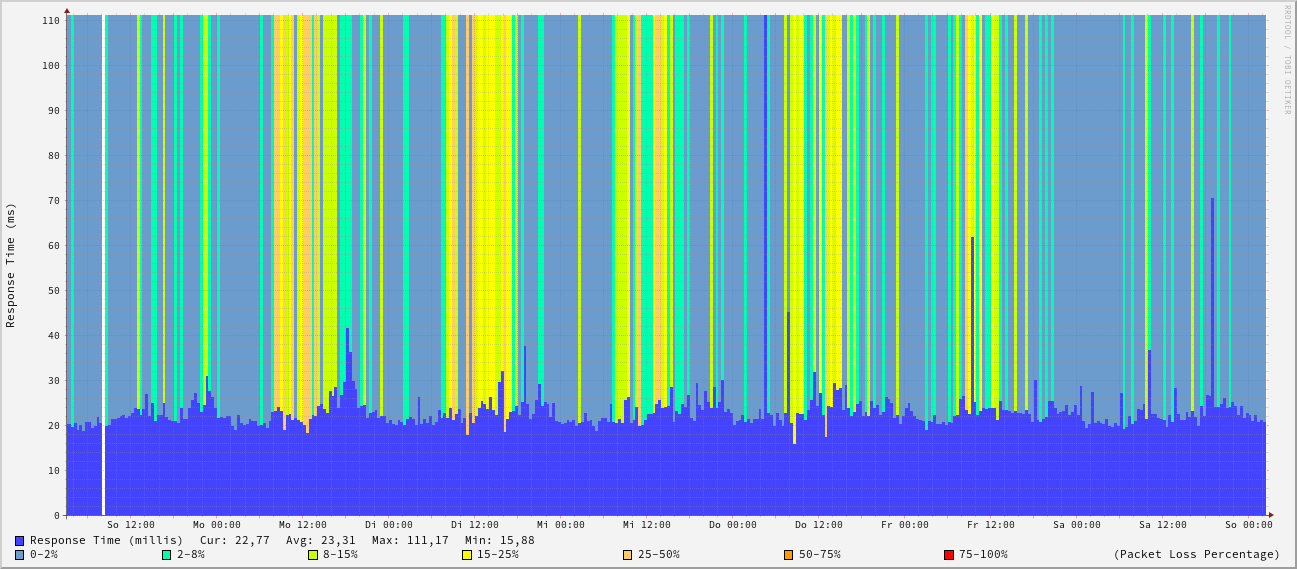 RRDTOOL / TOBI OETIKER
Response Time (ms)
110
100
90
80
70
60
50
40
30
20
10
0
So 12:00 Mo 00:00 Mo 12:00 Di 00:00 Di 12:00 Mi 00:00 Mi 12:00 Do 00:00 Do 12:00 Fr 00:00 Fr 12:00 Sa 00:00 Sa 12:00 So 00:00
Response Time (millis) Cur: 22,77 Avg: 23,31 Max: 111,17 Min: 15,88
0-2% 2-8% 8-15% 15-25% 25-50% 50-75% 75-100% (Packet Loss Percentage)